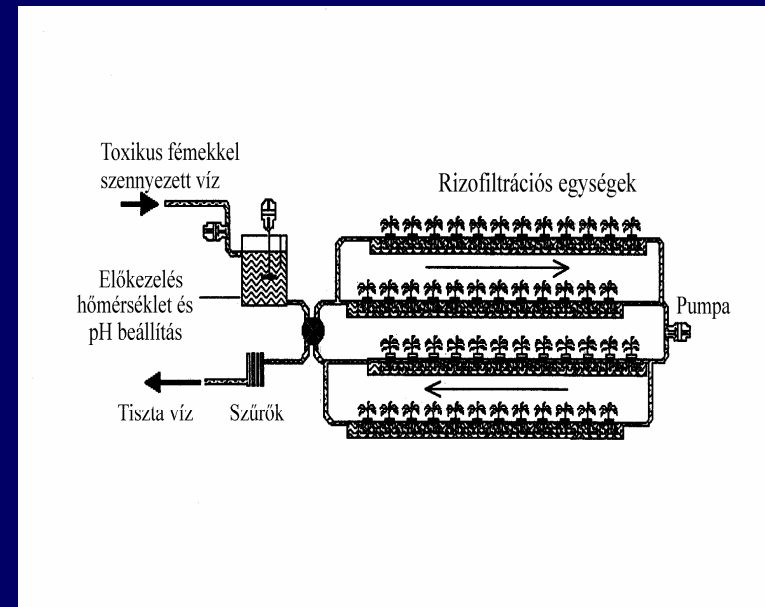 Toxikus fémekkel
szennyezett víz
Rizofiltrációs egységek
Előkezelés
hőmérséklet és
pH beállítás
Pumpa
Tiszta víz
Szűrők